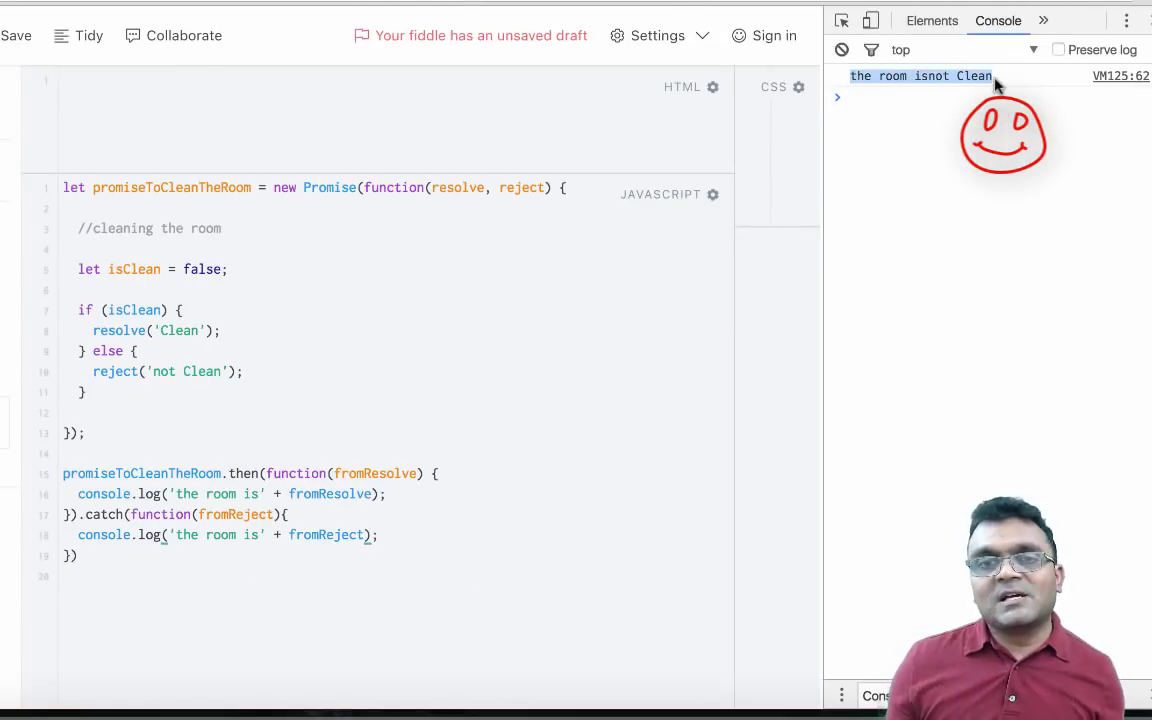 Save Tidy Collaborate Your fiddle has an unsaved draft Settings Sign in
Elements Console »
top Preserve log
the room isnot Clean VM125:62
>
1 HTML CSS
JAVASCRIPT
1 let promiseToCleanTheRoom = new Promise(function(resolve, reject) {
2
3 //cleaning the room
4
5 let isClean = false;
6
7 if (isClean) {
8 resolve('Clean');
9 } else {
10 reject('not Clean');
11 }
12
13 });
14
15 promiseToCleanTheRoom.then(function(fromResolve) {
16 console.log('the room is' + fromResolve);
17 }).catch(function(fromReject){
18 console.log('the room is' + fromReject);
19 })
20
Cons